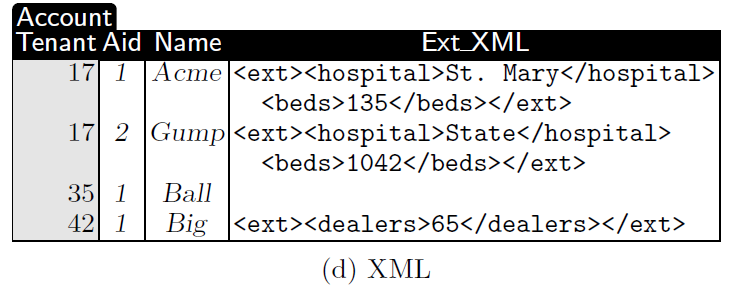 Account
Tenant Aid Name Ext_XML
17 1 Acme <ext><hospital>St. Mary</hospital>
<beds>135</beds></ext>
17 2 Gump <ext><hospital>State</hospital>
<beds>1042</beds></ext>
35 1 Ball
42 1 Big <ext><dealers>65</dealers></ext>
(d) XML